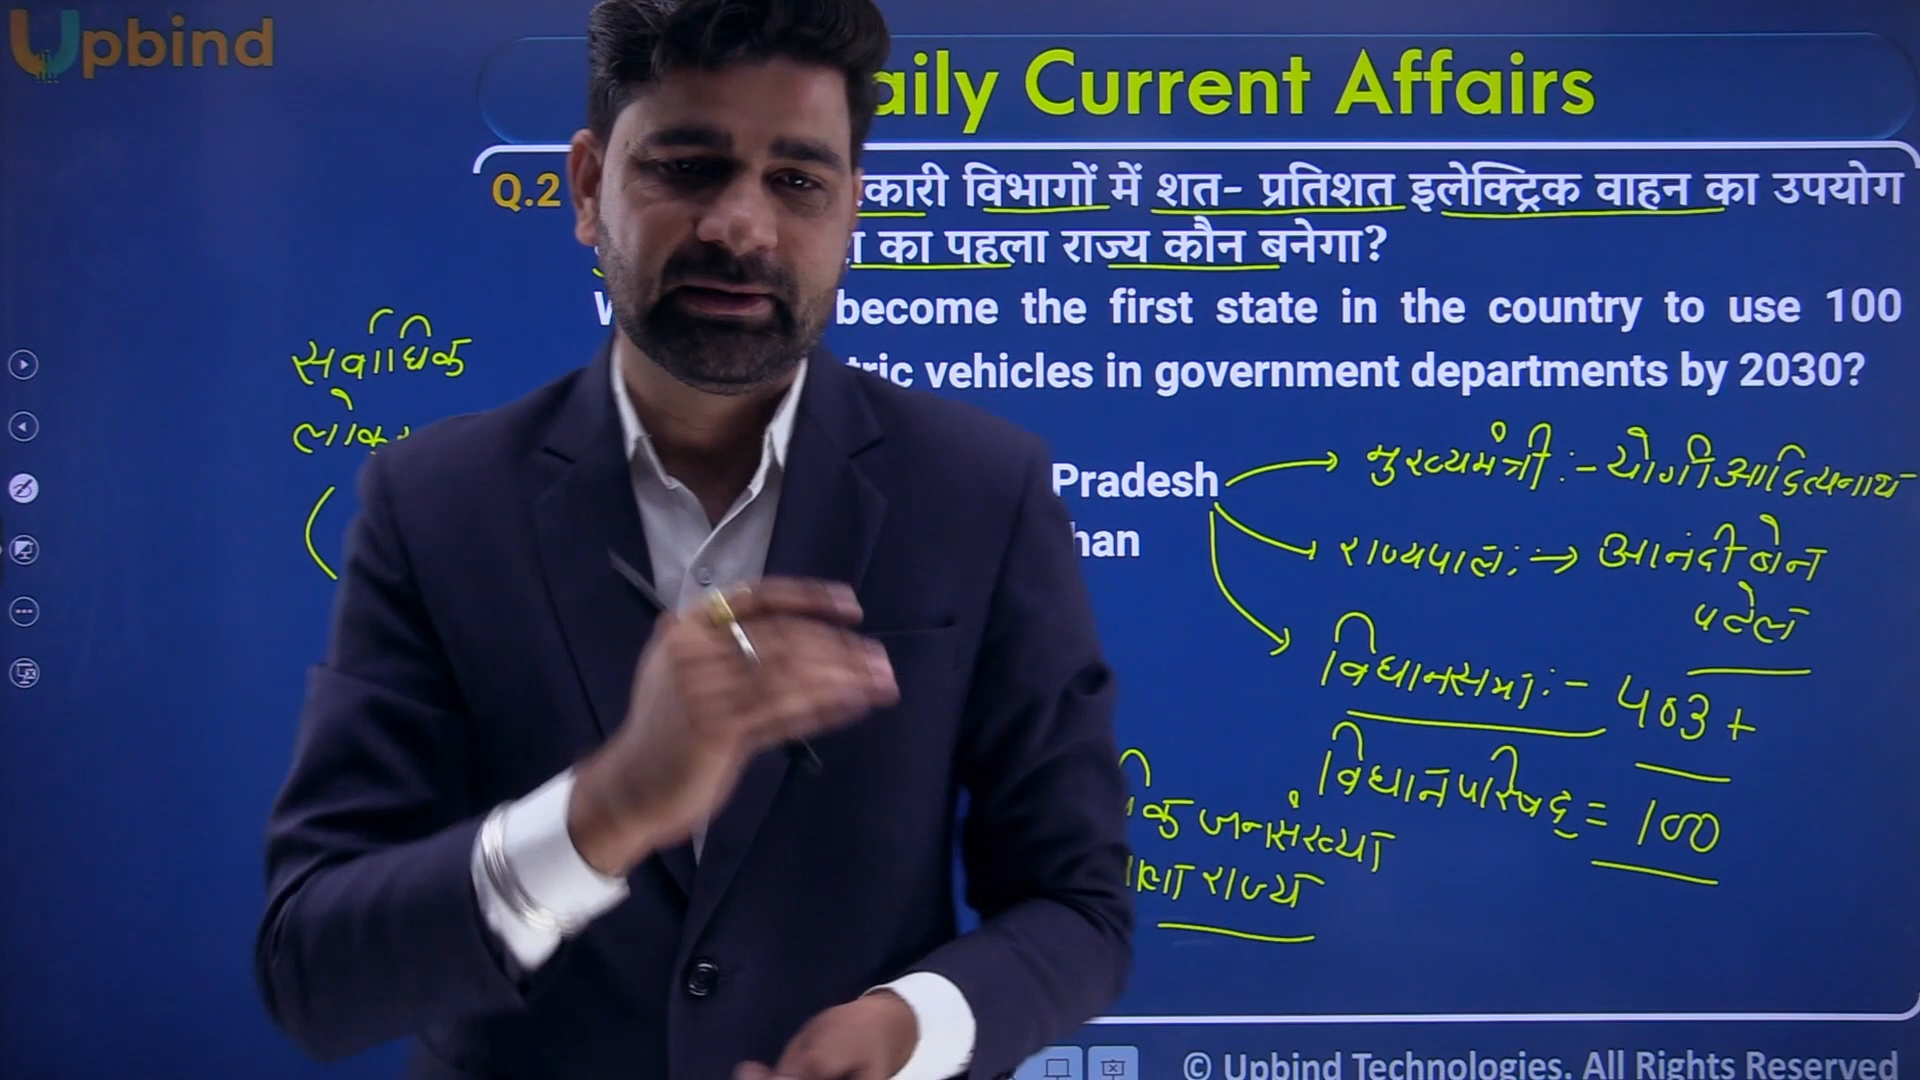 Upbind
aily Current Affairs
Q.2 कारी विभागों में शत- प्रतिशत इलेक्ट्रिक वाहन का उपयोग
का पहला राज्य कौन बनेगा?
become the first state in the country to use 100
tric vehicles in government departments by 2030?
सर्वाधिक
Pradesh
मुख्यमंत्री :- योगी आदित्यनाथ
han
राज्यपाल :→ आनंदी बेन
पटेल
विधानसभा :- 403 +
विधान परिषद् = 100
जनसंख्या
राज्य
© Upbind Technologies. All Rights Reserved